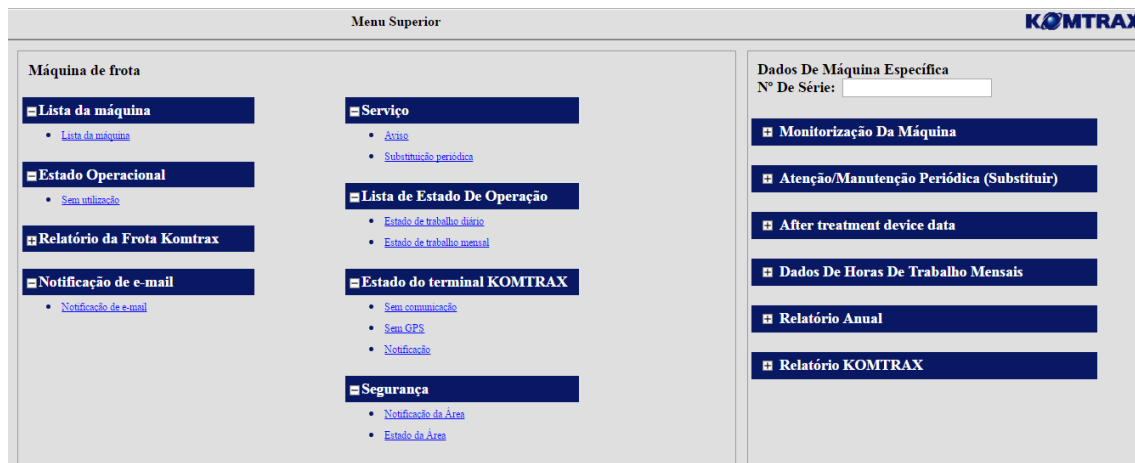 Menu Superior
KOMTRAX
Máquina de frota
Lista da máquina
Lista da máquina
Estado Operacional
Sem utilização
Relatório da Frota Komtrax
Notificação de e-mail
Notificação de e-mail
Serviço
Aviso
Substituição periódica
Lista de Estado De Operação
Estado de trabalho diário
Estado de trabalho mensal
Estado do terminal KOMTRAX
Sem comunicação
Sem GPS
Notificação
Segurança
Notificação da Área
Estado da Área
Dados De Máquina Específica
Nº De Série:
Monitorização Da Máquina
Atenção/Manutenção Periódica (Substituir)
After treatment device data
Dados De Horas De Trabalho Mensais
Relatório Anual
Relatório KOMTRAX